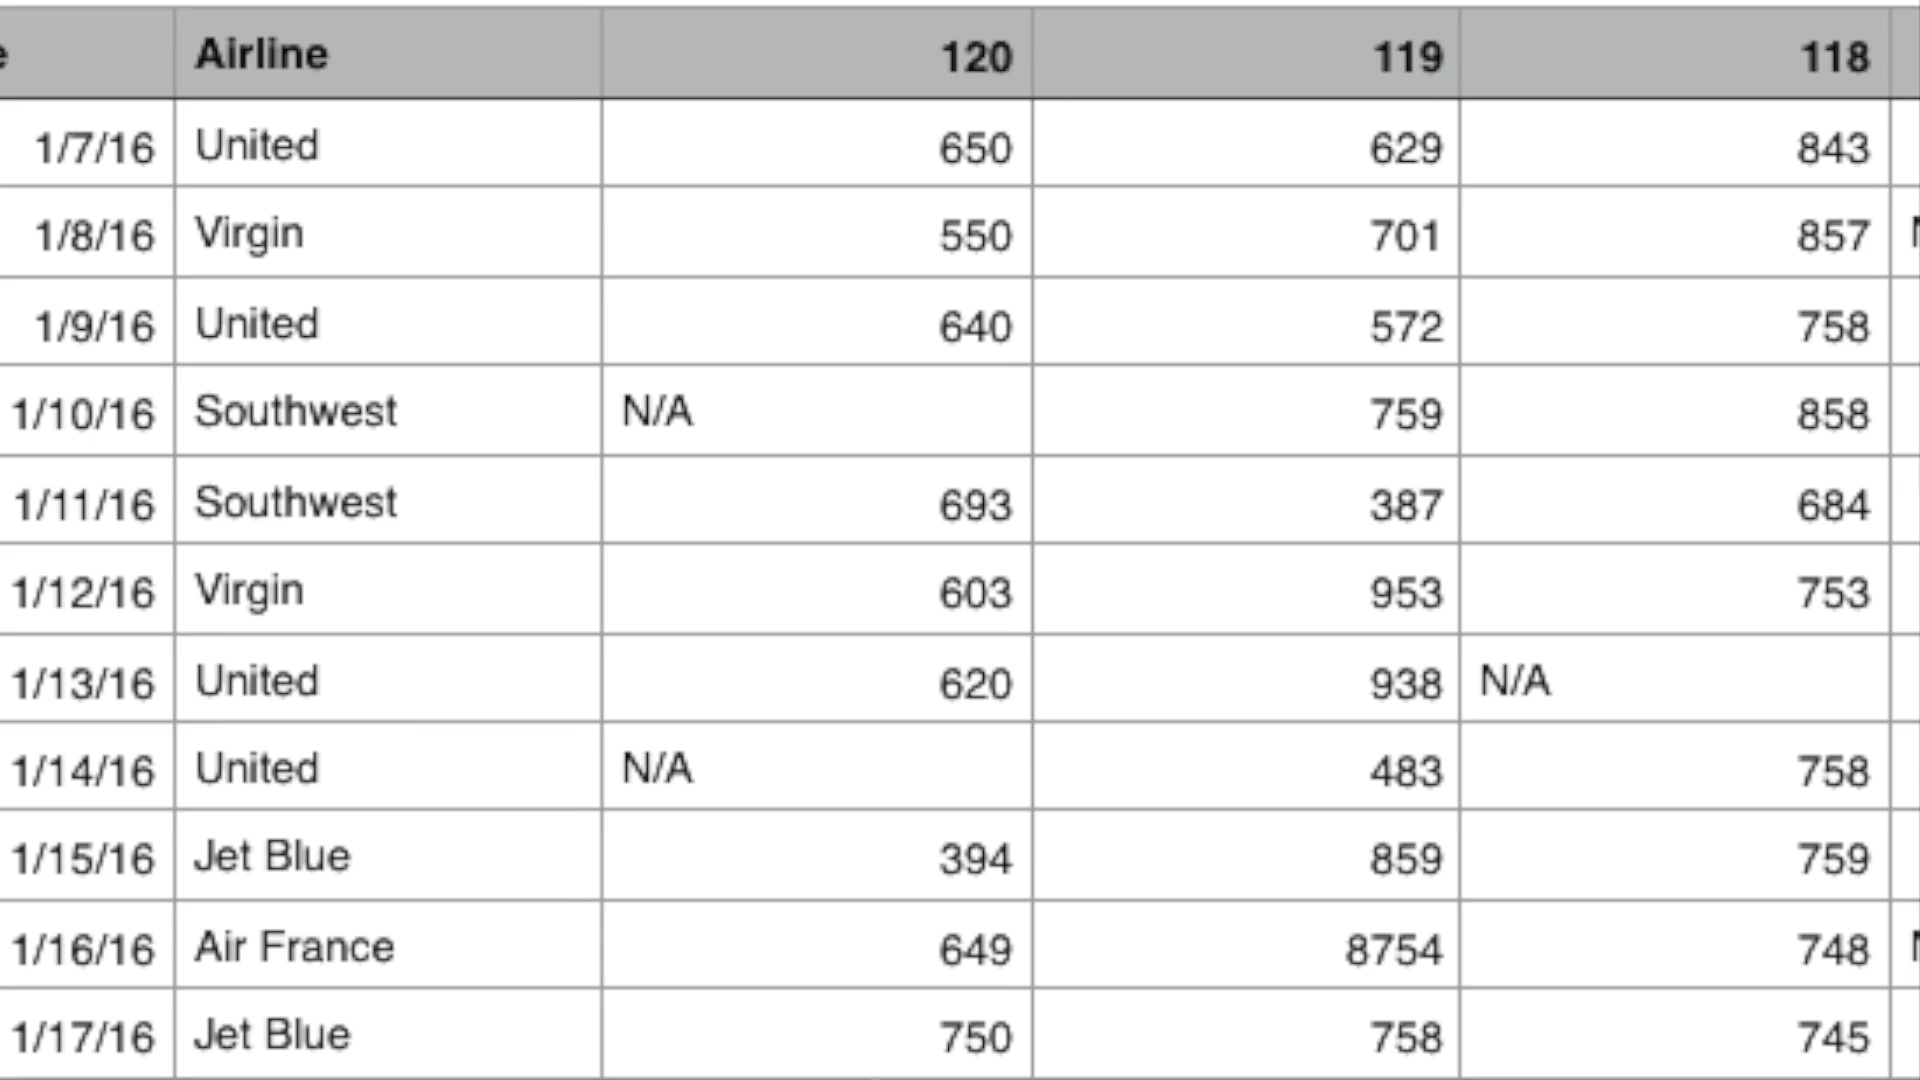 e Airline 120 119 118
1/7/16 United 650 629 843
1/8/16 Virgin 550 701 857
1/9/16 United 640 572 758
1/10/16 Southwest N/A 759 858
1/11/16 Southwest 693 387 684
1/12/16 Virgin 603 953 753
1/13/16 United 620 938 N/A
1/14/16 United N/A 483 758
1/15/16 Jet Blue 394 859 759
1/16/16 Air France 649 8754 748
1/17/16 Jet Blue 750 758 745